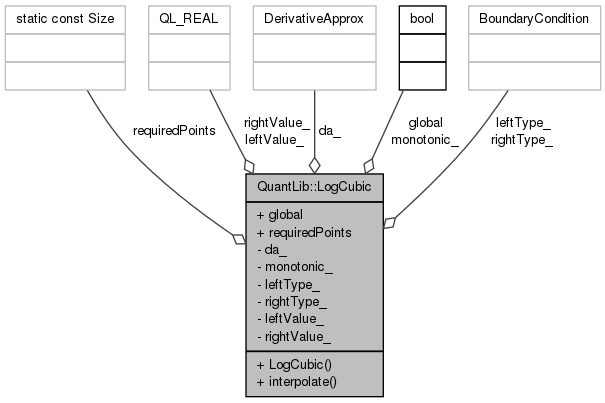 static const Size
QL_REAL
DerivativeApprox
bool
BoundaryCondition
requiredPoints
rightValue_
leftValue_
da_
global
monotonic_
leftType_
rightType_
QuantLib::LogCubic
+ global
+ requiredPoints
- da_
- monotonic_
- leftType_
- rightType_
- leftValue_
- rightValue_
+ LogCubic()
+ interpolate()